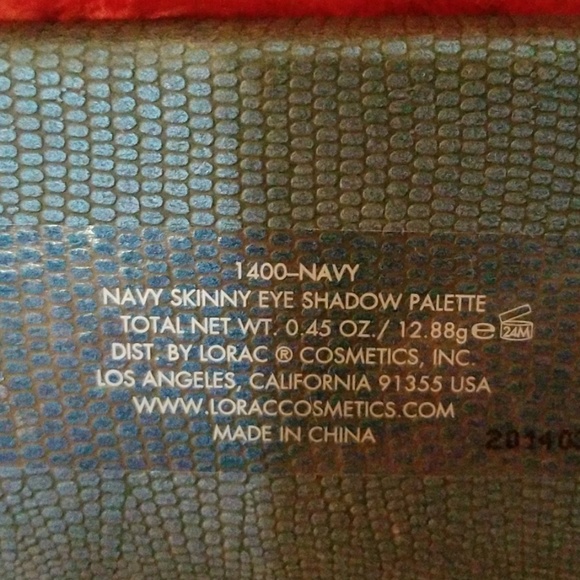 1400–NAVY
NAVY SKINNY EYE SHADOW PALETTE
TOTAL NET WT. 0.45 OZ./ 12.88g ℮ 24M
DIST. BY LORAC ® COSMETICS, INC.
LOS ANGELES, CALIFORNIA 91355 USA
WWW.LORACCOSMETICS.COM
MADE IN CHINA